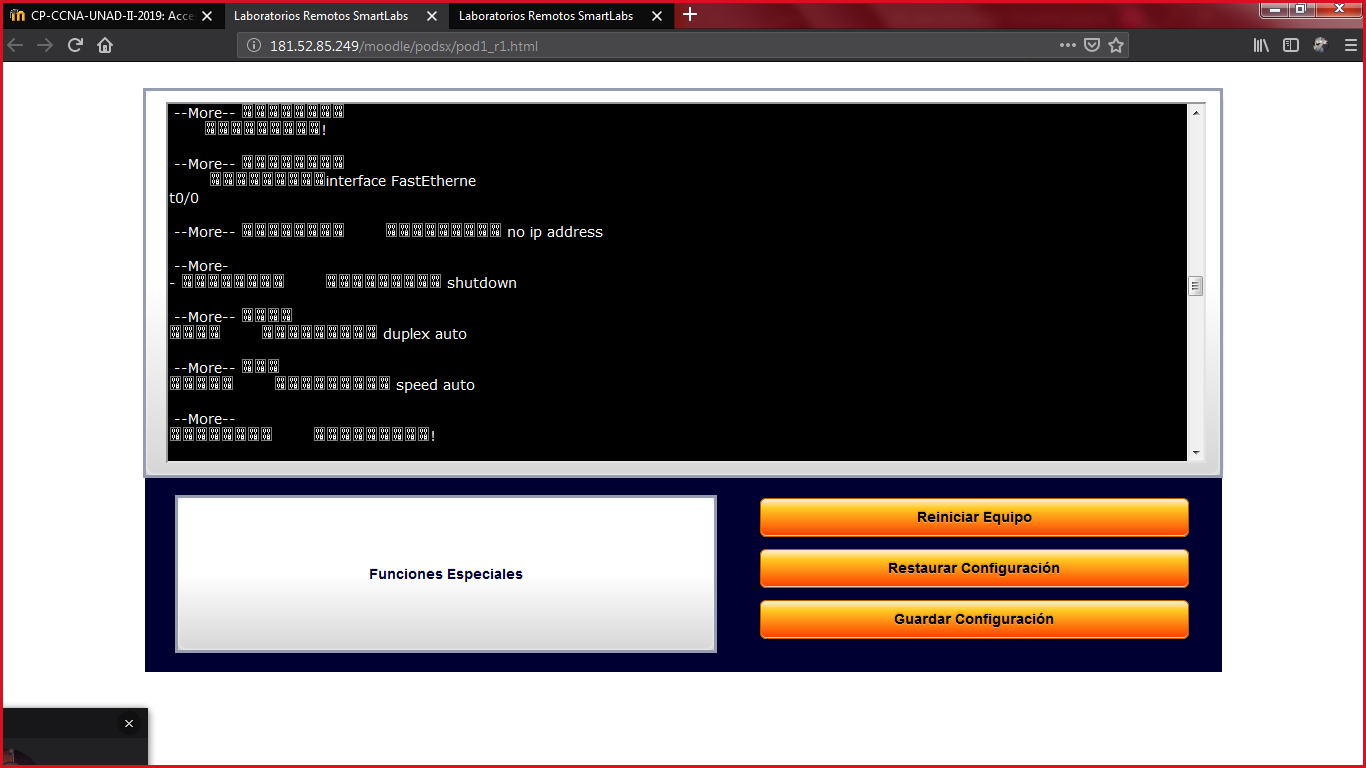 CP-CCNA-UNAD-II-2019: Acce
Laboratorios Remotos SmartLabs
Laboratorios Remotos SmartLabs
181.52.85.249/moodle/podsx/pod1_r1.html
--More--
!
--More--
interface FastEtherne
t0/0
--More-- no ip address
--More-
- shutdown
--More--
duplex auto
--More--
speed auto
--More--
!
Funciones Especiales
Reiniciar Equipo
Restaurar Configuración
Guardar Configuración